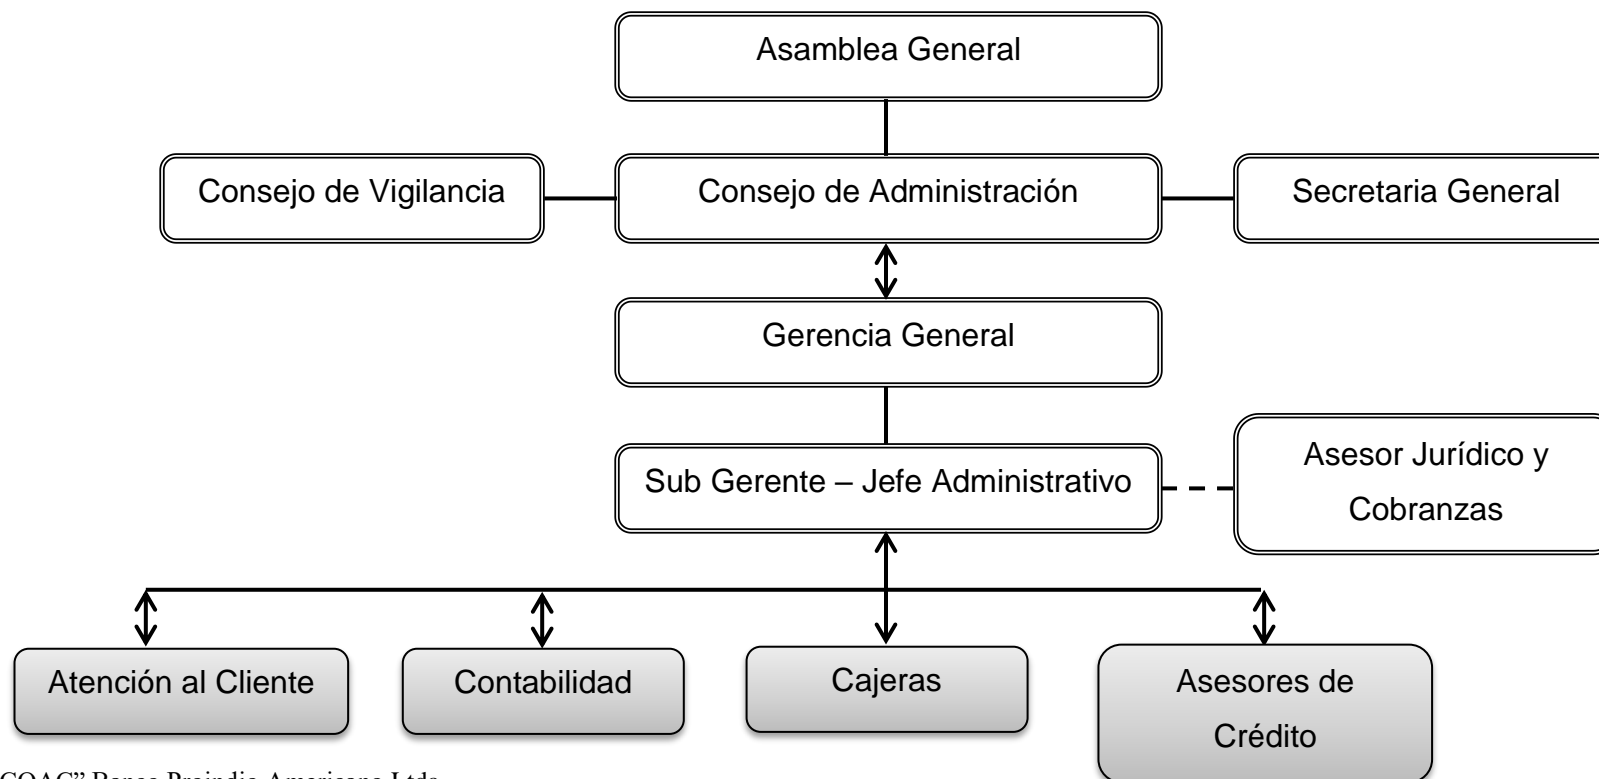 Asamblea General
Consejo de Vigilancia
Consejo de Administración
Secretaria General
Gerencia General
Sub Gerente – Jefe Administrativo
Asesor Jurídico y
Cobranzas
Atención al Cliente
Contabilidad
Cajeras
Asesores de
Crédito